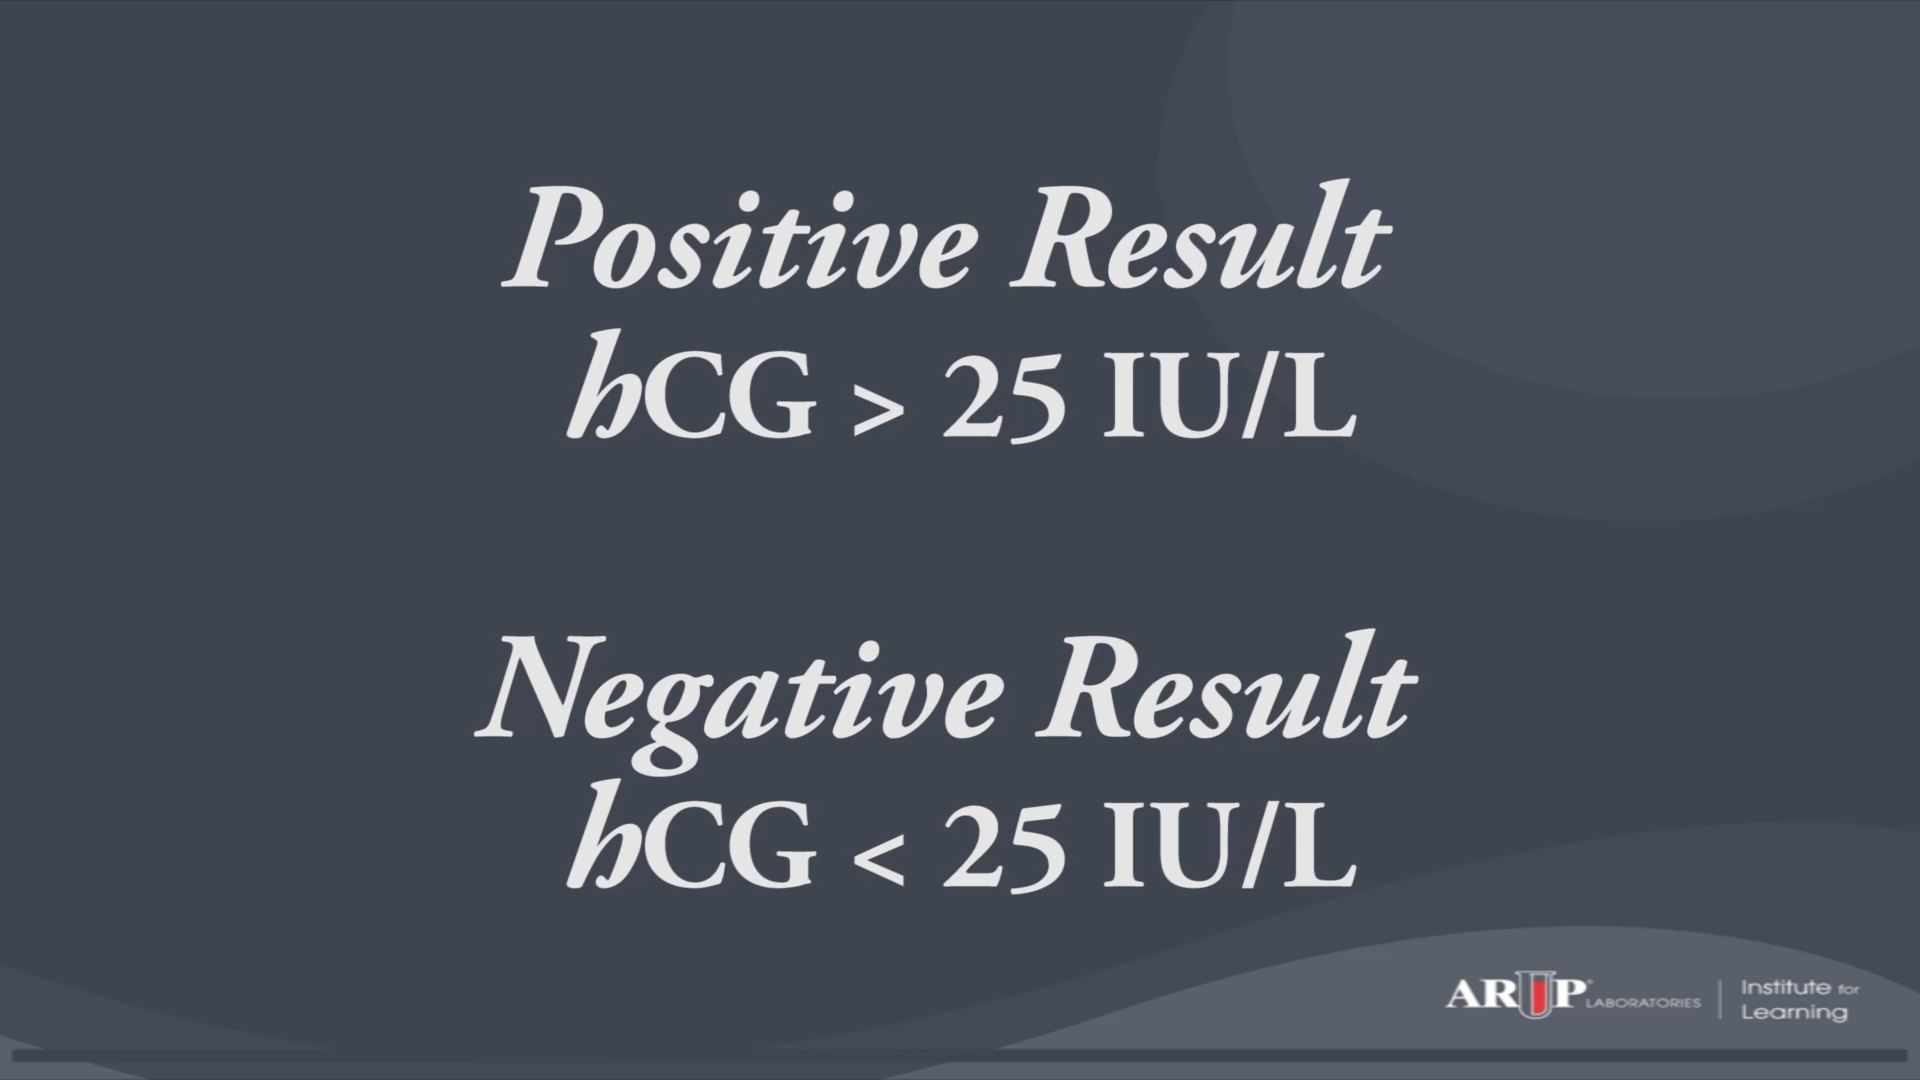 Positive Result
hCG > 25 IU/L
Negative Result
hCG < 25 IU/L
ARUP® LABORATORIES | Institute for
Learning